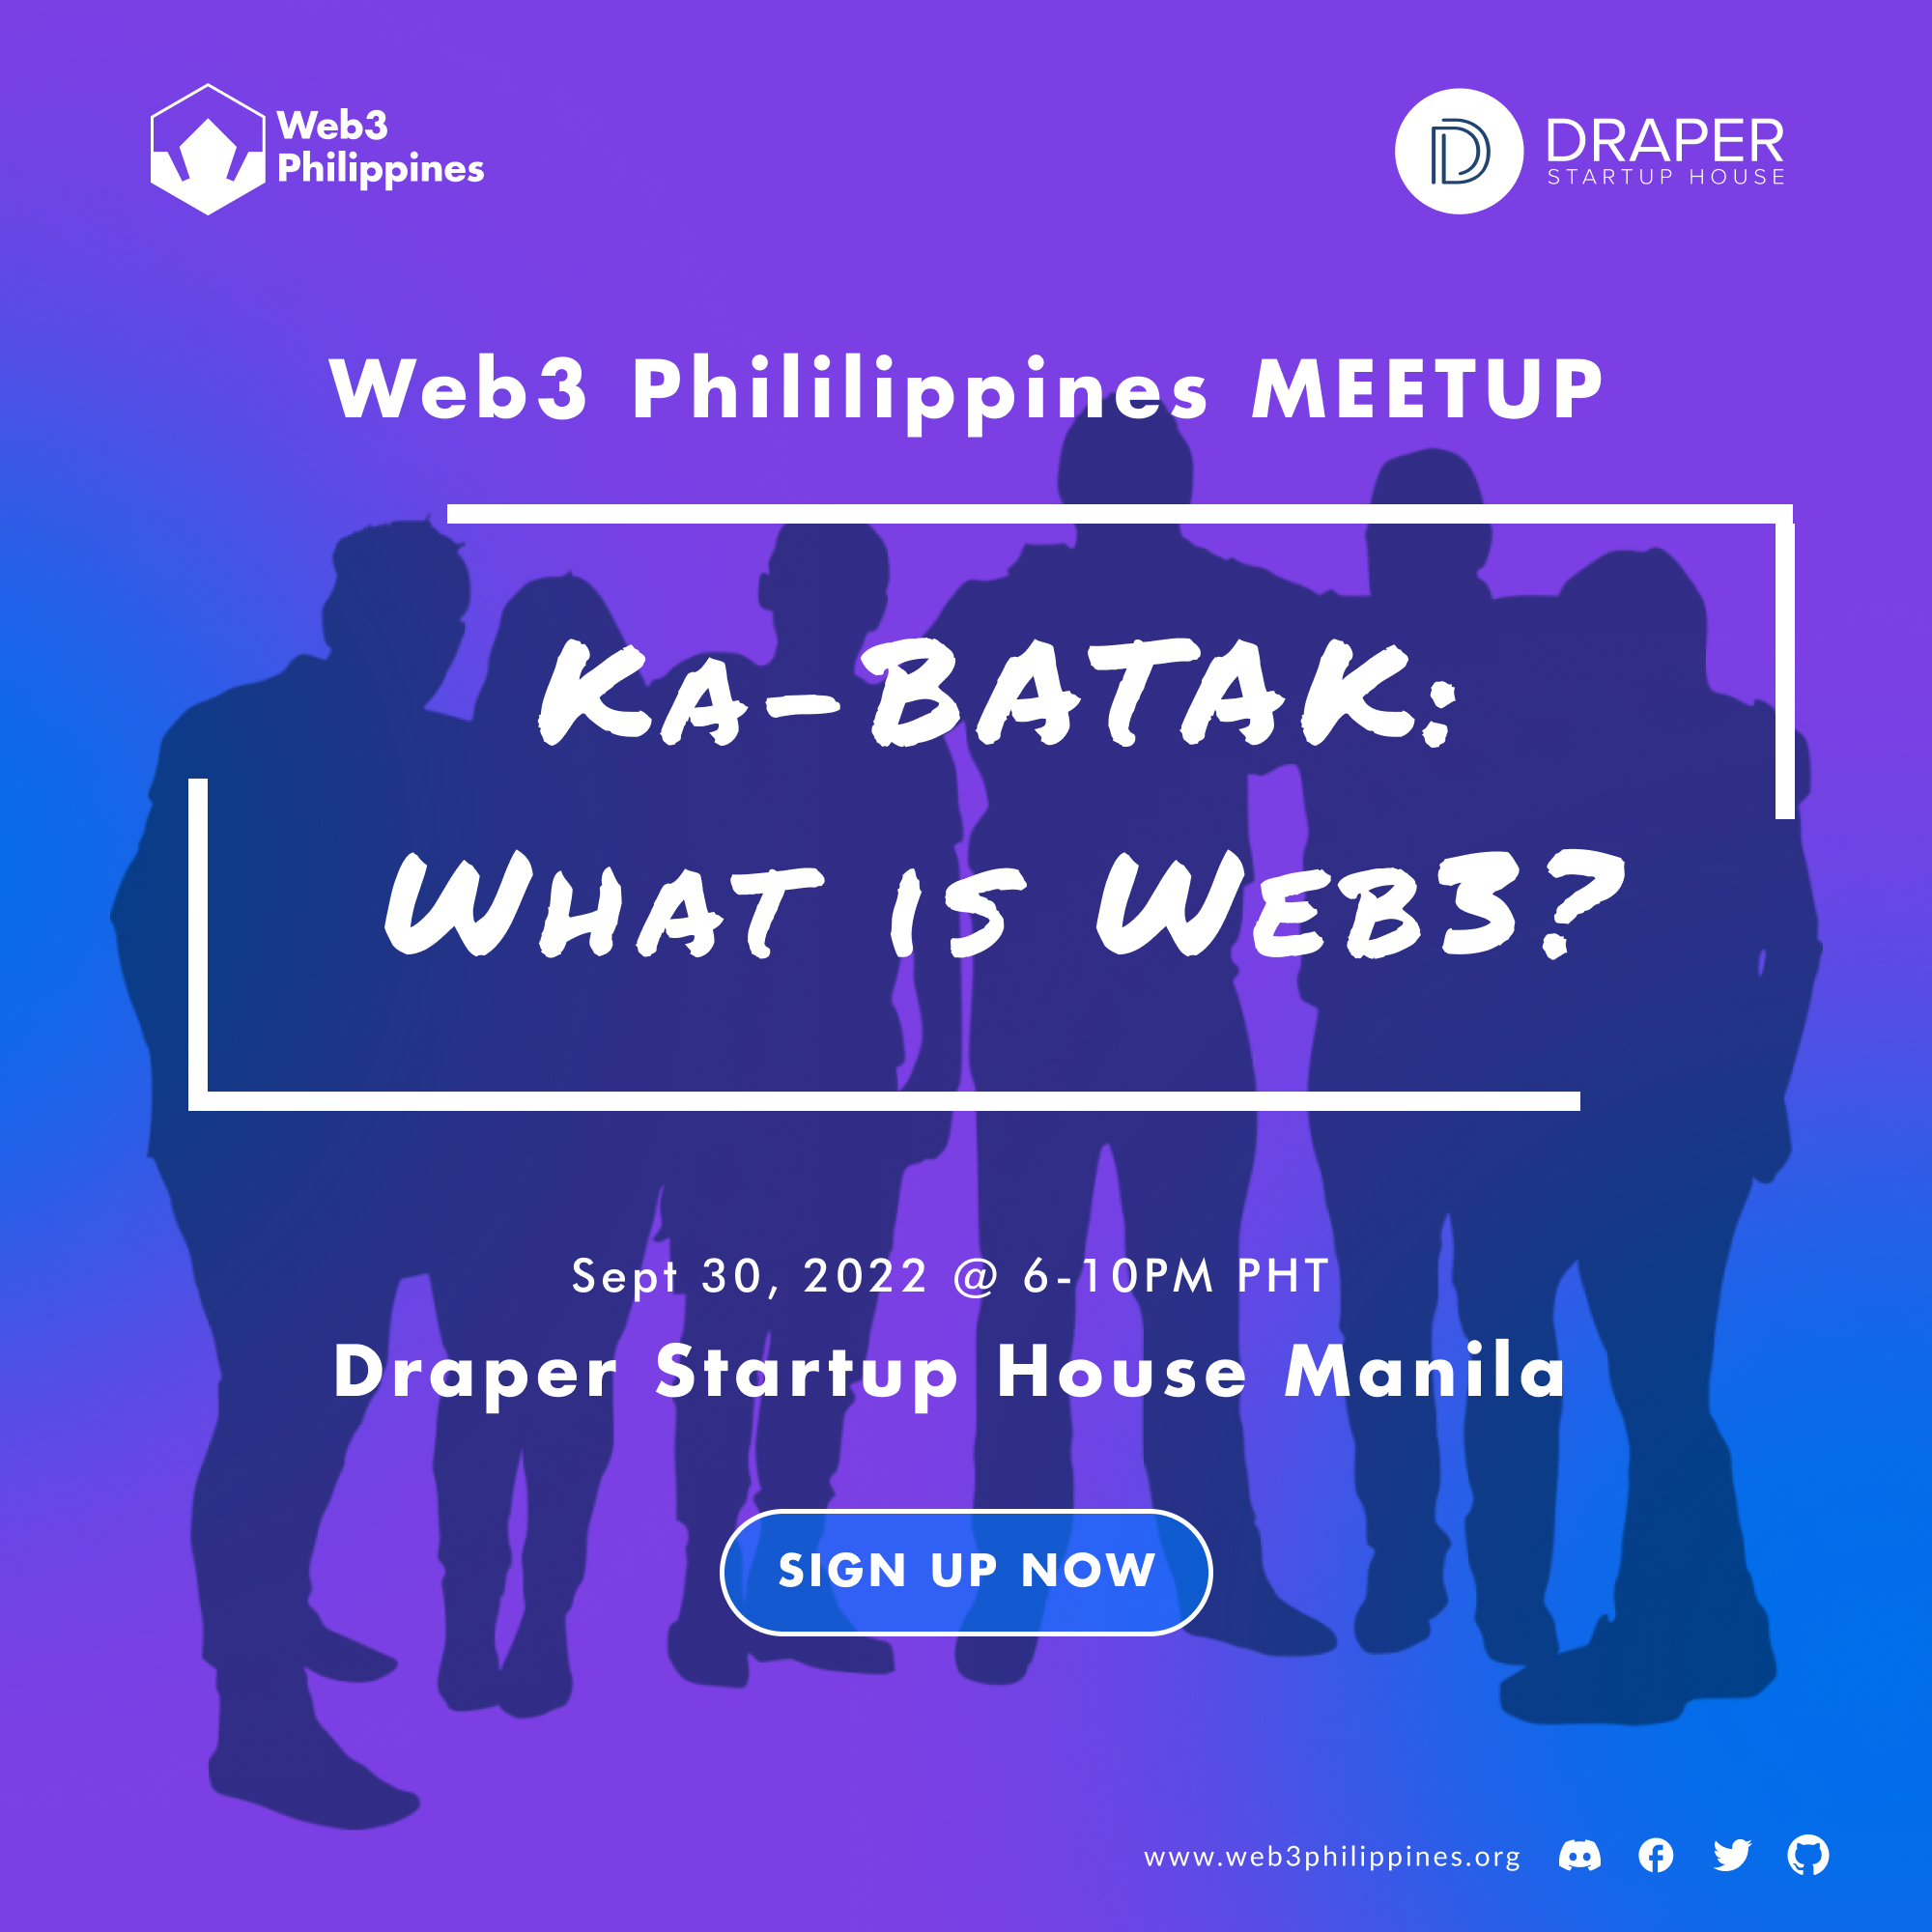 Web3
Philippines
DRAPER
STARTUP HOUSE
Web3 Phililippines MEETUP
KA-BATAK:
WHAT IS WEB3?
Sept 30, 2022 @ 6-10PM PHT
Draper Startup House Manila
SIGN UP NOW
www.web3philippines.org